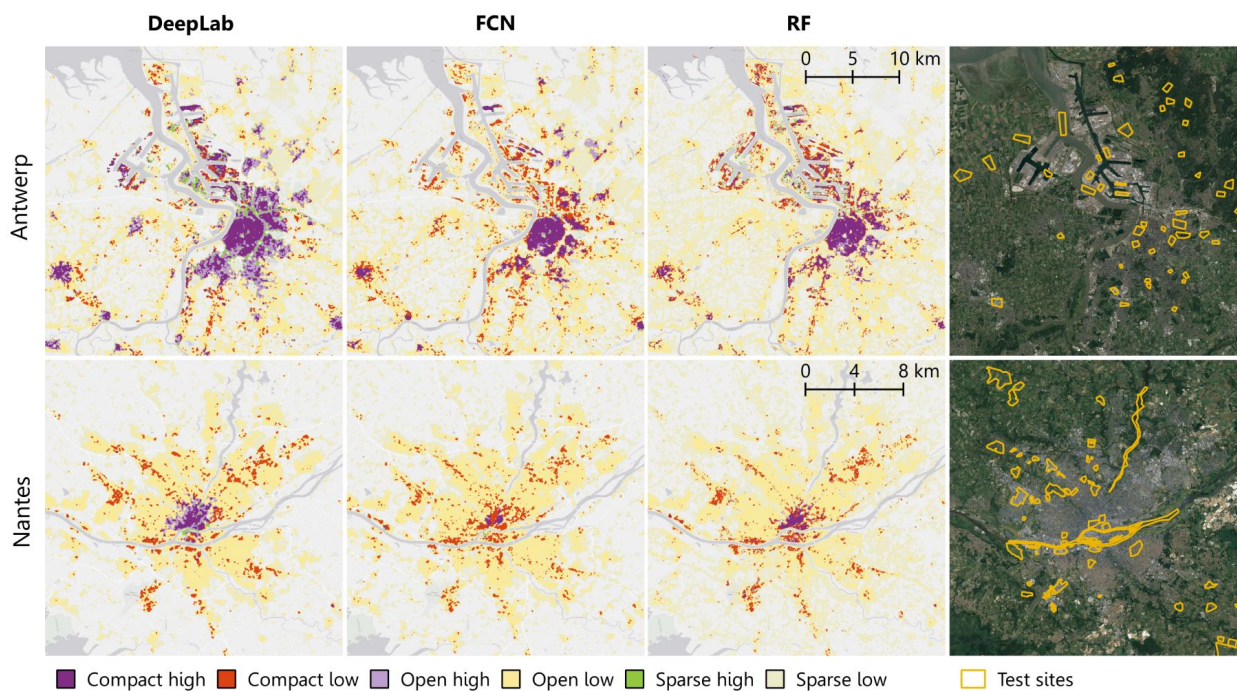 DeepLab FCN RF
0 5 10 km
Antwerp
0 4 8 km
Nantes
Compact high Compact low Open high Open low Sparse high Sparse low Test sites